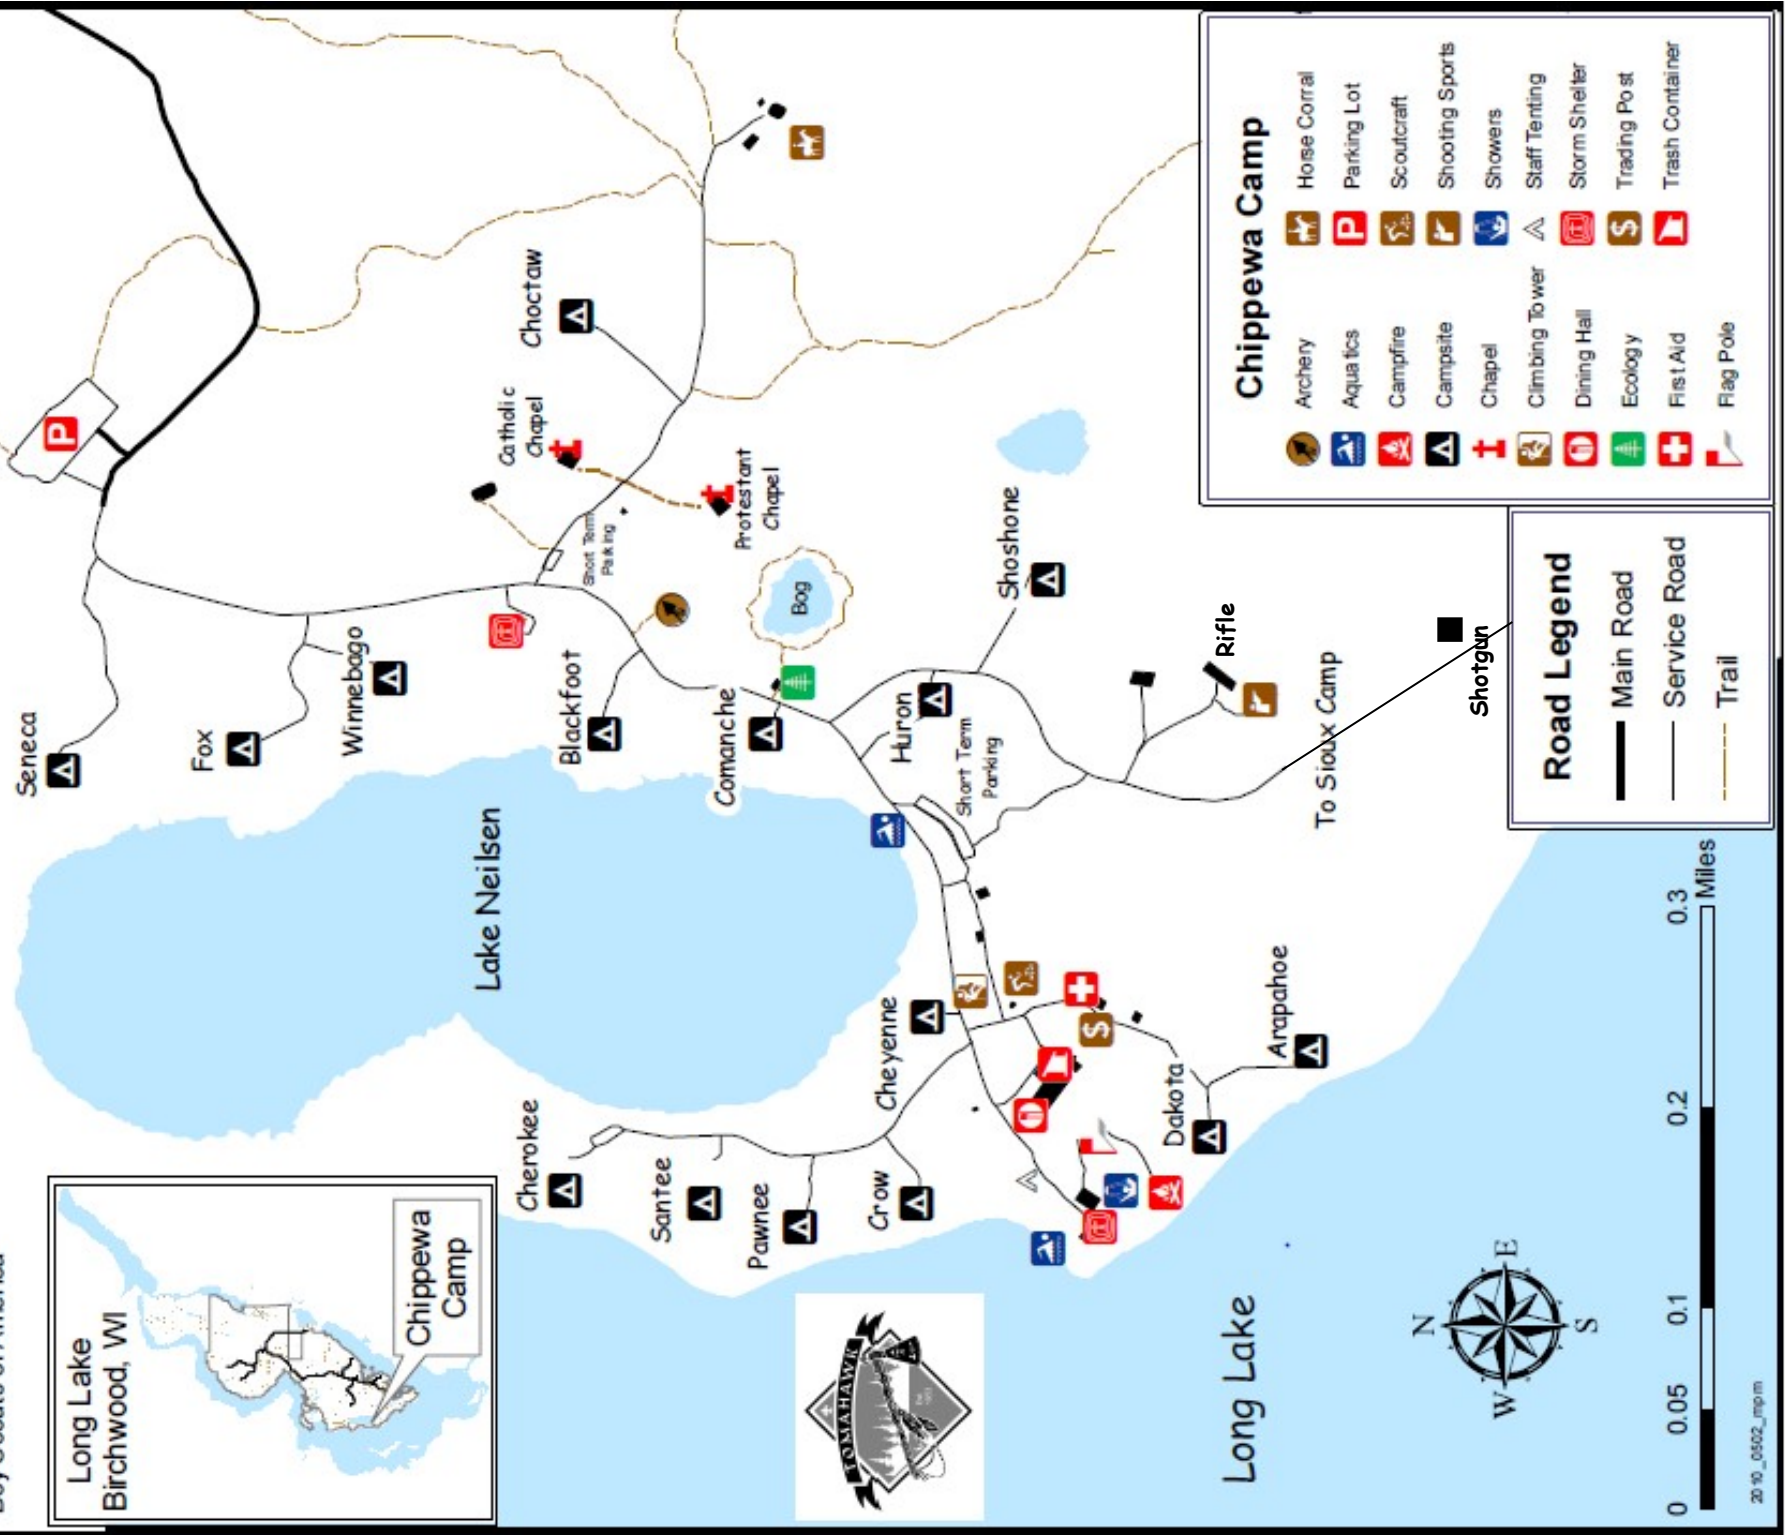 Long Lake
Birchwood, WI
Chippewa
Camp
Seneca
Fox
Winnebago
Blackfoot
Comanche
Catholic
Chapel
Choctaw
Protestant
Chapel
Short Term
Parking
Bog
Shoshone
Huron
Short Term
Parking
Rifle
Shotgun
To Sioux Camp
Lake Neilsen
Cherokee
Santee
Pawnee
Crow
Cheyenne
Dakota
Arapahoe
TOMAHAWK
Long Lake
N
W
E
S
P
$
Chippewa Camp
Archery
Aquatics
Campfire
Campsite
Chapel
Climbing Tower
Dining Hall
Ecology
First Aid
Flag Pole
Horse Corral
P Parking Lot
Scoutcraft
Shooting Sports
Showers
Staff Tenting
Storm Shelter
$ Trading Post
Trash Container
Road Legend
Main Road
Service Road
Trail
0 0.05 0.1 0.2 0.3
Miles
2010_0502_mpm